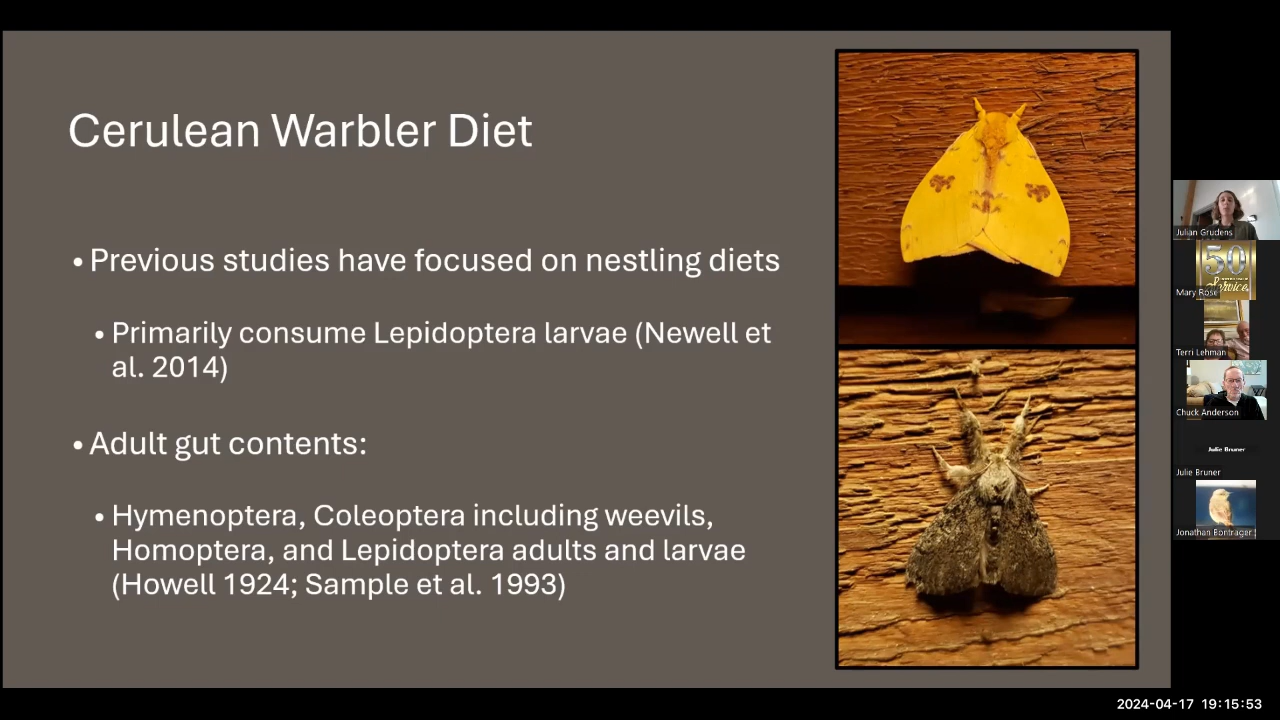 Cerulean Warbler Diet
• Previous studies have focused on nestling diets
• Primarily consume Lepidoptera larvae (Newell et
al. 2014)
• Adult gut contents:
• Hymenoptera, Coleoptera including weevils,
Homoptera, and Lepidoptera adults and larvae
(Howell 1924; Sample et al. 1993)
Julian Grudens
50
Service
Mary Rose
Terri Lehman
Chuck Anderson
Julie Bruner
Julie Bruner
Jonathan Bontrager
2024-04-17 19:15:53